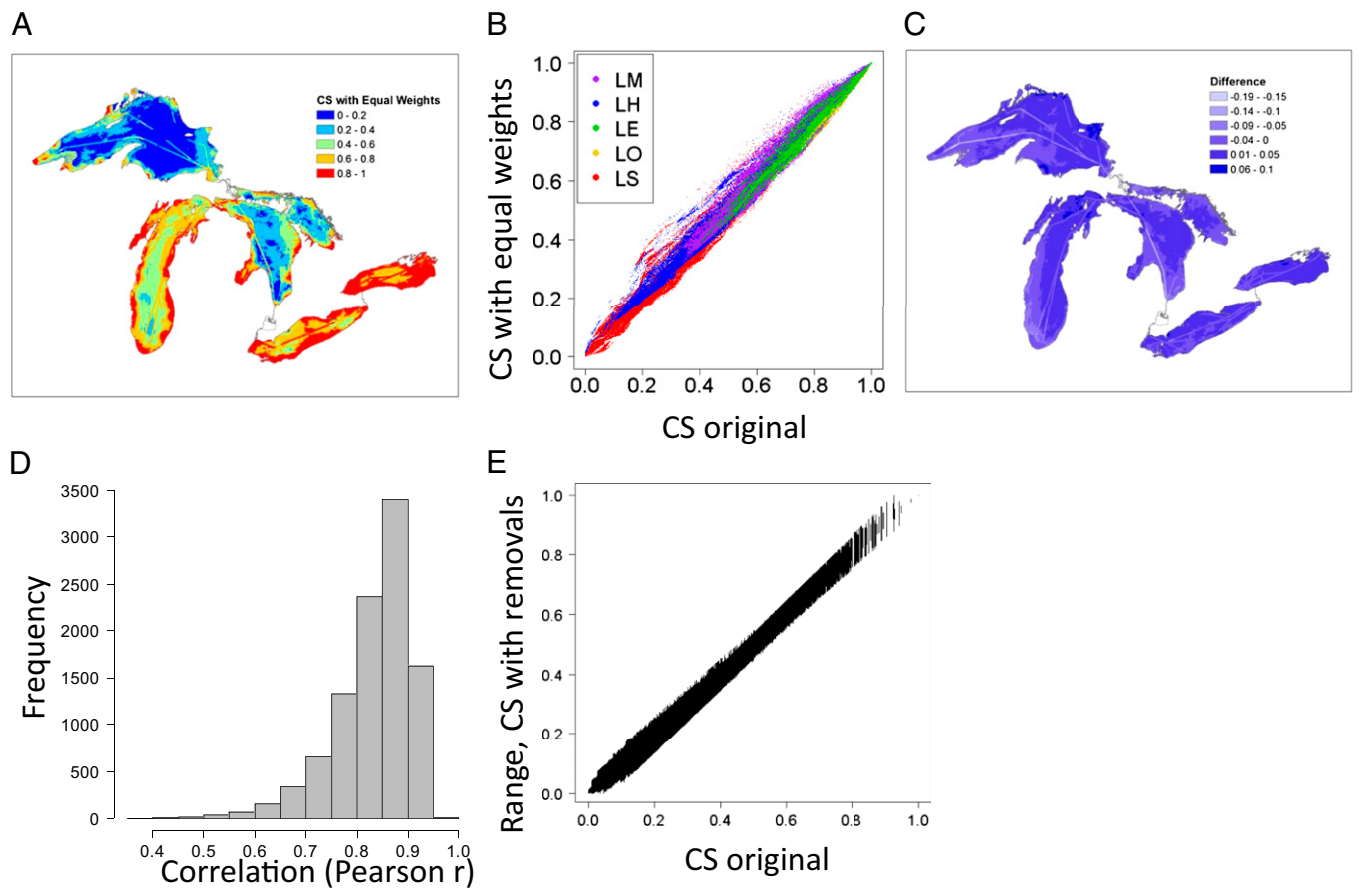 A
CS with Equal Weights
0 - 0.2
0.2 - 0.4
0.4 - 0.6
0.6 - 0.8
0.8 - 1
B
CS with equal weights
1.0
0.8
0.6
0.4
0.2
0.0
LM
LH
LE
LO
LS
0.0 0.2 0.4 0.6 0.8 1.0
CS original
C
Difference
-0.19 - -0.15
-0.14 - -0.1
-0.09 - -0.05
-0.04 - 0
0.01 - 0.05
0.06 - 0.1
D
Frequency
3500
3000
2500
2000
1500
1000
500
0
0.4 0.5 0.6 0.7 0.8 0.9 1.0
Correlation (Pearson r)
E
Range, CS with removals
1.0
0.8
0.6
0.4
0.2
0.0
0.0 0.2 0.4 0.6 0.8 1.0
CS original